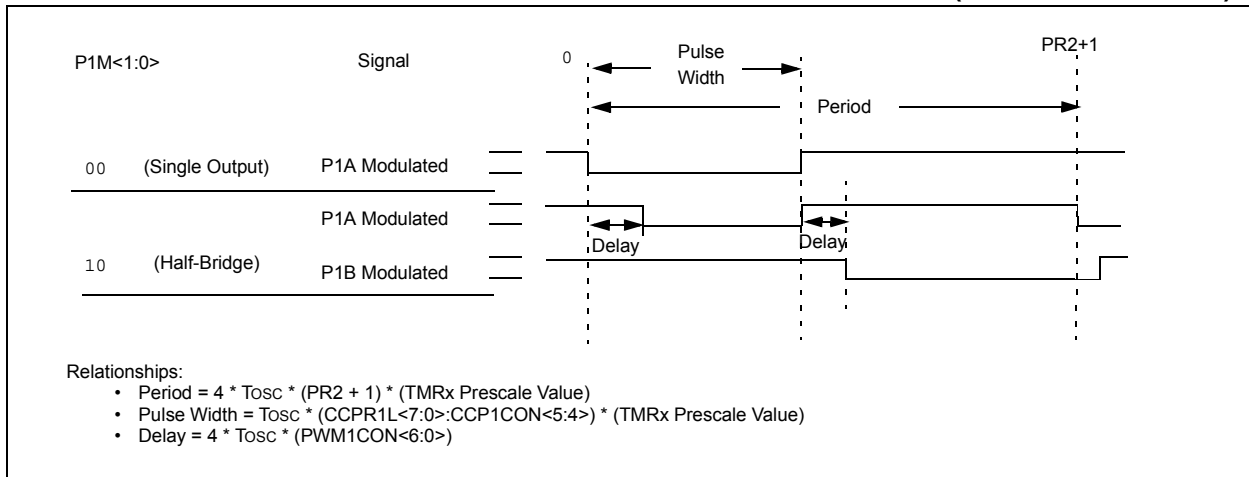 P1M<1:0>
Signal
0
Pulse
Width
PR2+1
Period
00 (Single Output) P1A Modulated
P1A Modulated
Delay
Delay
10 (Half-Bridge) P1B Modulated
Relationships:
• Period = 4 * TOSC * (PR2 + 1) * (TMRx Prescale Value)
• Pulse Width = TOSC * (CCPR1L<7:0>:CCP1CON<5:4>) * (TMRx Prescale Value)
• Delay = 4 * TOSC * (PWM1CON<6:0>)